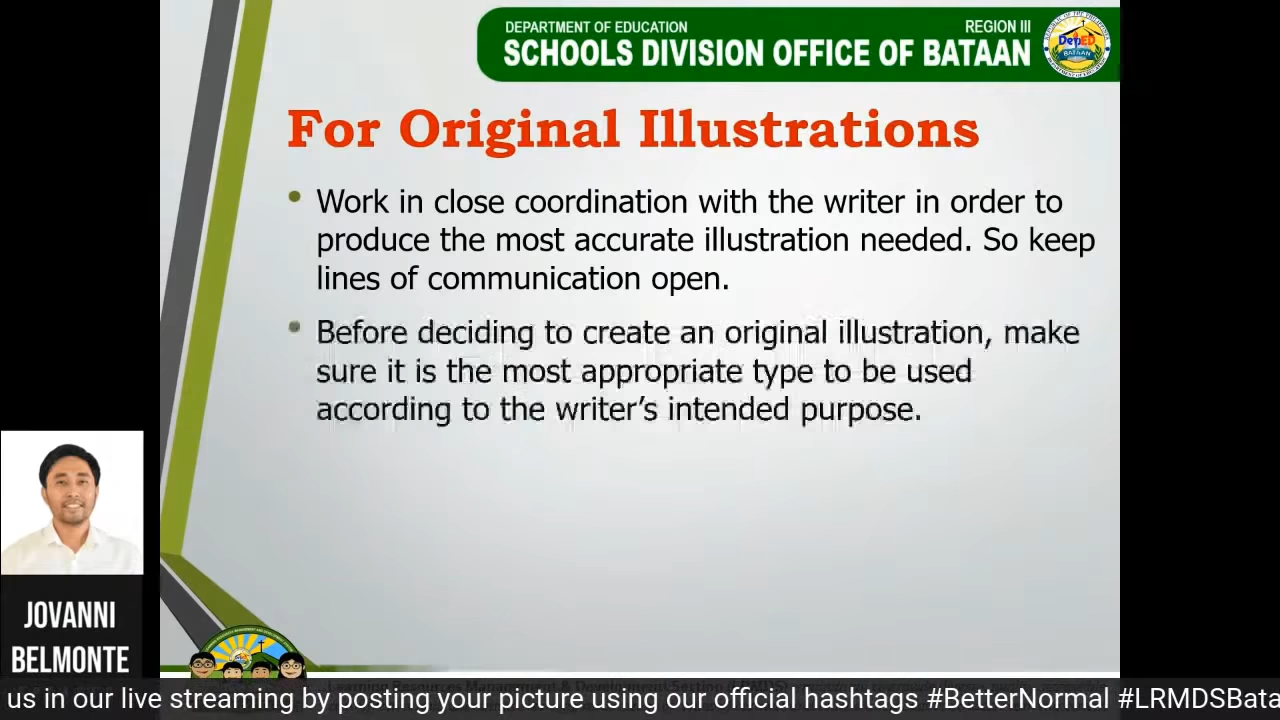 DEPARTMENT OF EDUCATION
REGION III
SCHOOLS DIVISION OFFICE OF BATAAN
DepED
BATAAN
For Original Illustrations
• Work in close coordination with the writer in order to
produce the most accurate illustration needed. So keep
lines of communication open.
• Before deciding to create an original illustration, make
sure it is the most appropriate type to be used
according to the writer’s intended purpose.
JOVANNI
BELMONTE
us in our live streaming by posting your picture using our official hashtags #BetterNormal #LRMDSBata